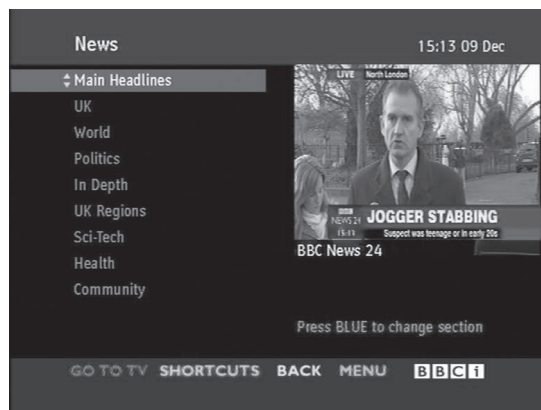 News
15:13 09 Dec
Main Headlines
UK
World
Politics
In Depth
UK Regions
Sci-Tech
Health
Community
LIVE North London
BBC
NEWS 24
15:13
JOGGER STABBING
Suspect was teenage or in early 20s
BBC News 24
Press BLUE to change section
GO TO TV SHORTCUTS BACK MENU BBCi